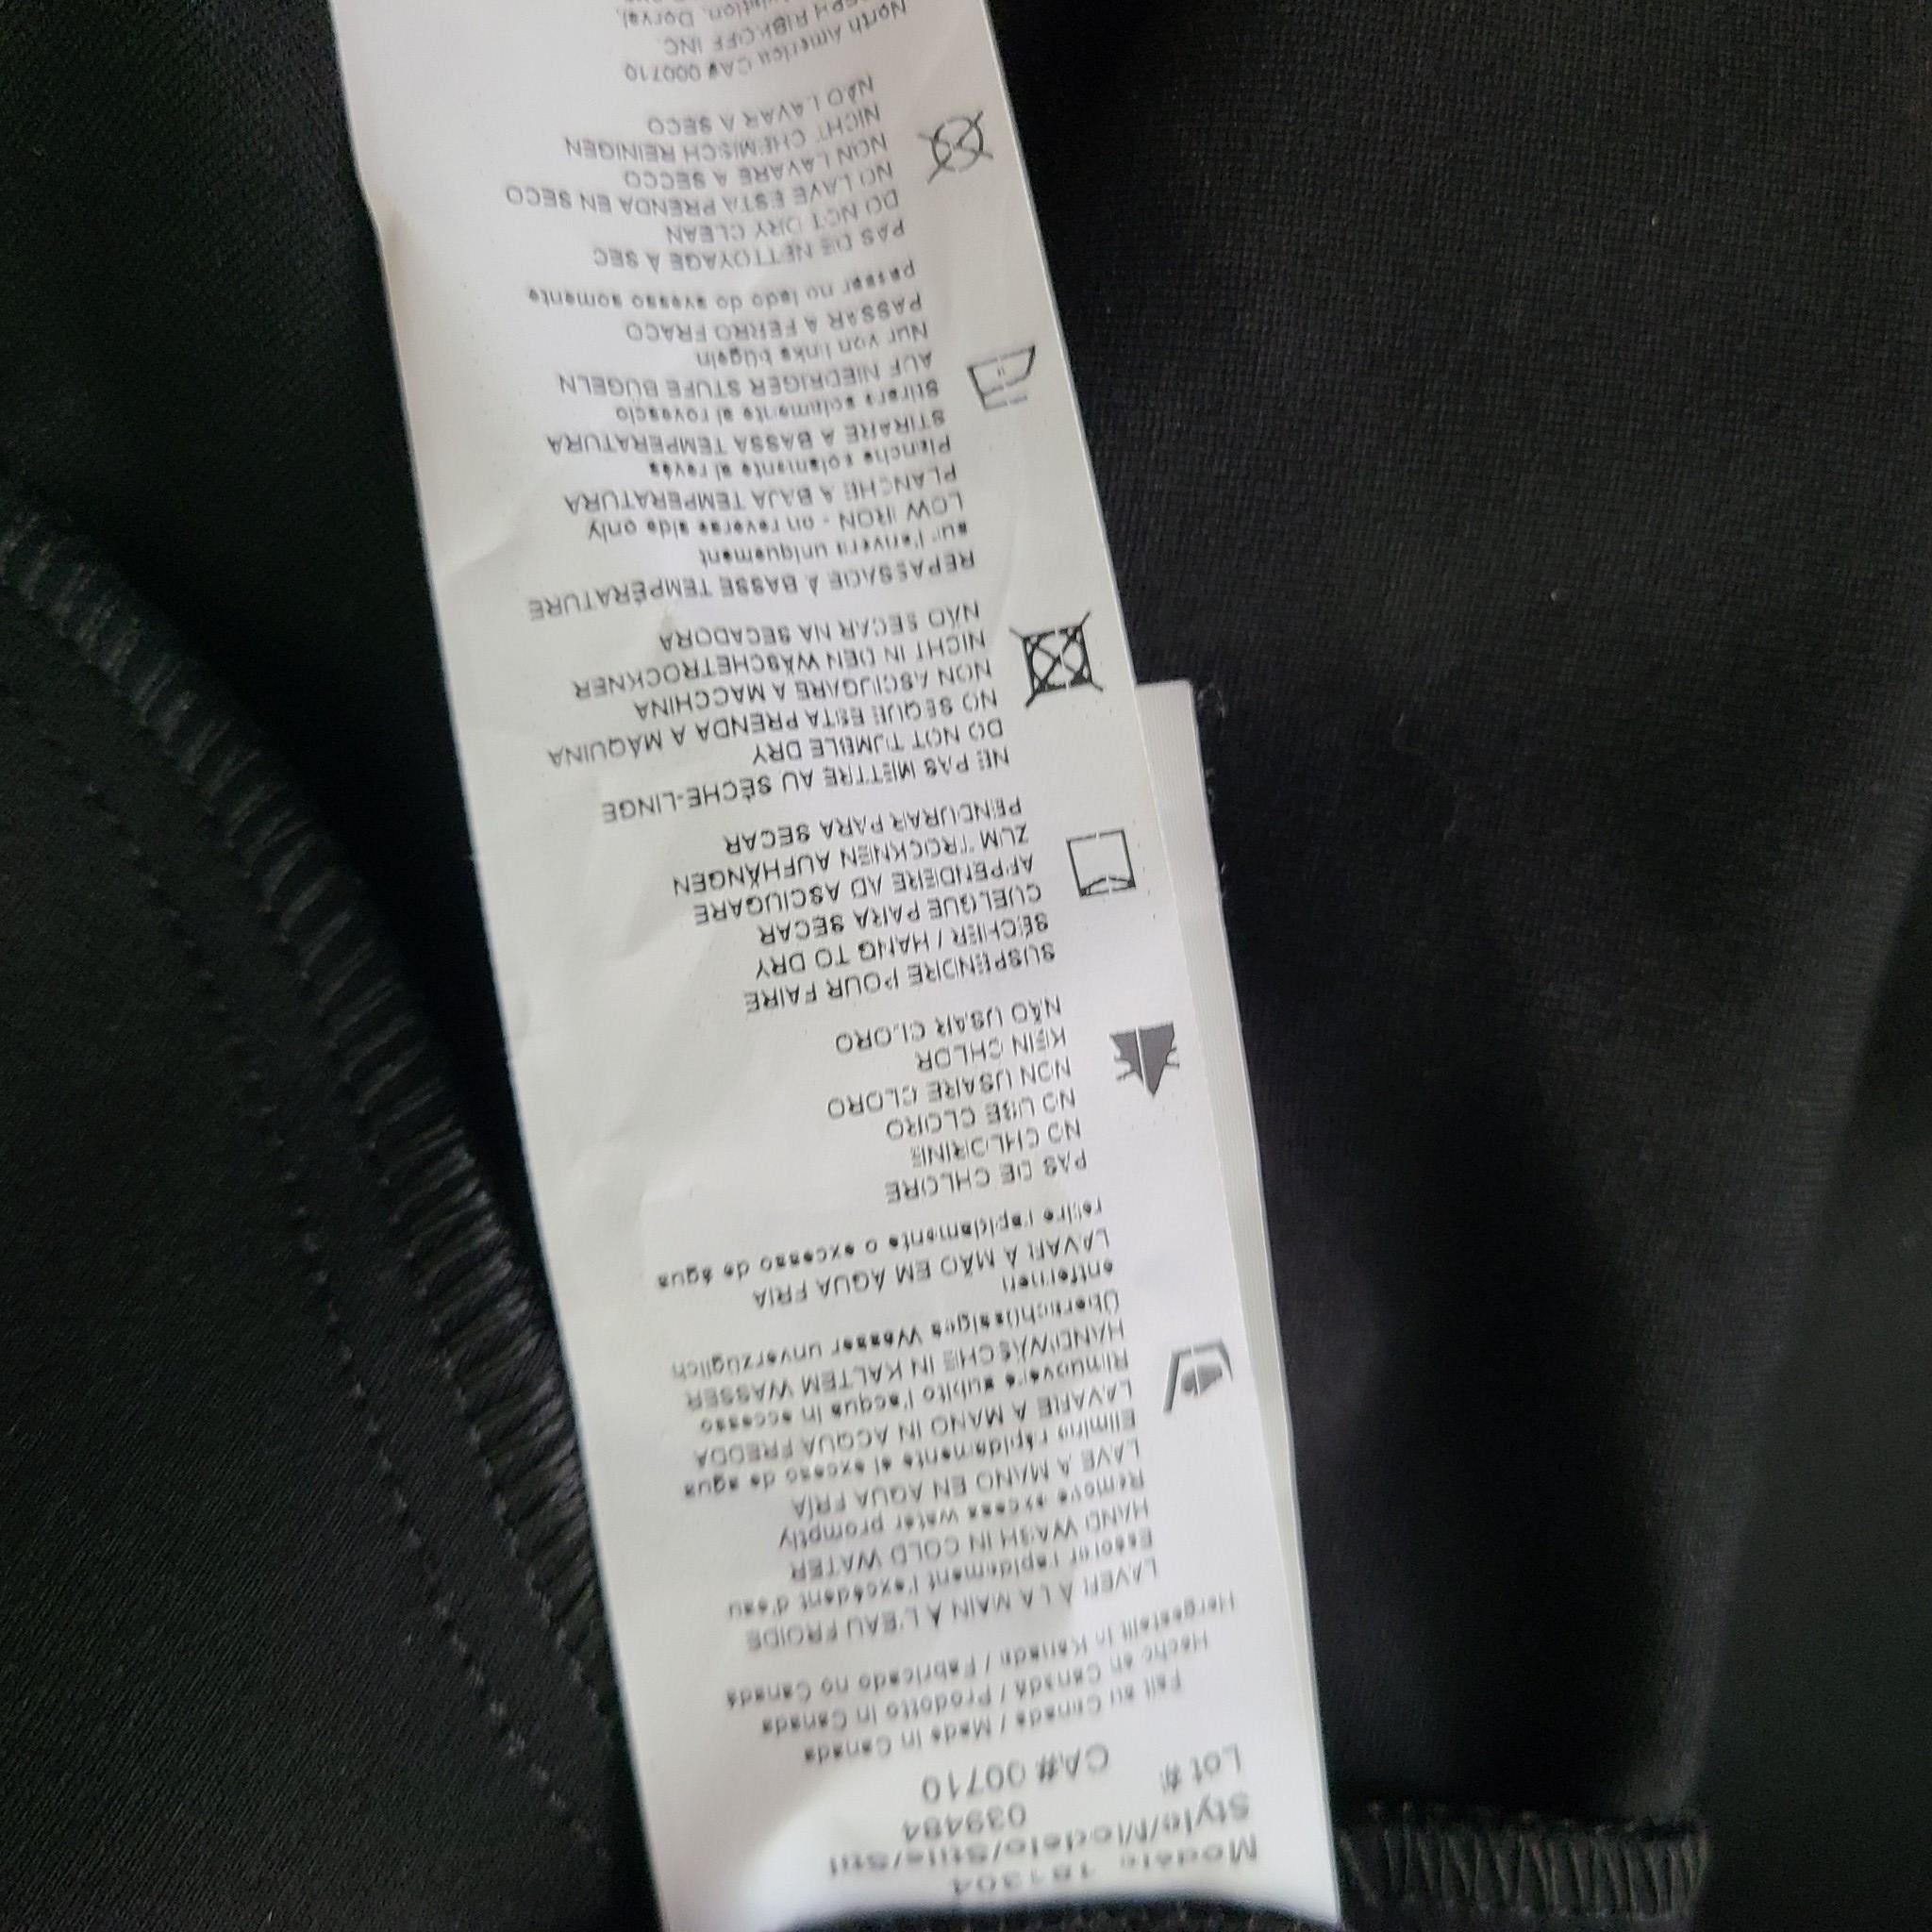 Modèle 181304
Style/Modelo/Stile/Stil
039484
Lot #: CA# 00710
Fait au Canada / Made in Canada
Hecho en Canadá / Prodotto in Canada
Hergestellt in Kanada / Fabricado no Canadá
LAVER À LA MAIN À L'EAU FROIDE
Essorer rapidement l'excédent d'eau
HAND WASH IN COLD WATER
Remove excess water promptly
LAVE A MANO EN AQUA FRÍA
Elimine rápidamente el exceso de agua
LAVARE A MANO IN ACQUA FREDDA
Rimuovere subito l'acqua in eccesso
HANDWÄSCHE IN KALTEM WASSER
Überschüssiges Wasser unverzüglich
entfernen
LAVAR A MÃO EM ÁGUA FRIA
retire rapidamente o excesso de água
PAS DE CHLORE
NO CHLORINE
NO USE CLORO
NON USARE CLORO
KEIN CHLOR
NÃO USAR CLORO
SUSPENDRE POUR FAIRE
SÉCHER / HANG TO DRY
CUELQUE PARA SECAR
APPENDERE AD ASCIUGARE
ZUM TROCKNEN AUFHÄNGEN
PENDURAR PARA SECAR
NE PAS METTRE AU SÈCHE-LINGE
DO NOT TUMBLE DRY
NO SEQUE ESTA PRENDA A MÁQUINA
NON ASCIUGARE A MACCHINA
NICHT IN DEN WÄSCHETROCKNER
NÃO SECAR NA SECADORA
REPASSAGE À BASSE TEMPÉRATURE
sur l'envers uniquement
LOW IRON - on reverse side only
PLANCHE A BAJA TEMPERATURA
Planche solamente al revés
STIRARE A BASSA TEMPERATURA
Stirare solamente al rovescio
AUF NIEDRIGER STUFE BÜGELN
Nur von links bügeln
PASSAR A FERRO FRACO
passar no lado do avesso somente
PAS DE NETTOYAGE À SEC
DO NOT DRY CLEAN
NO LAVE ESTA PRENDA EN SECO
NON LAVARE A SECCO
NICHT CHEMISCH REINIGEN
NÃO LAVAR A SECO
North America CA# 000710
RIBKOFF INC.
Dorval,